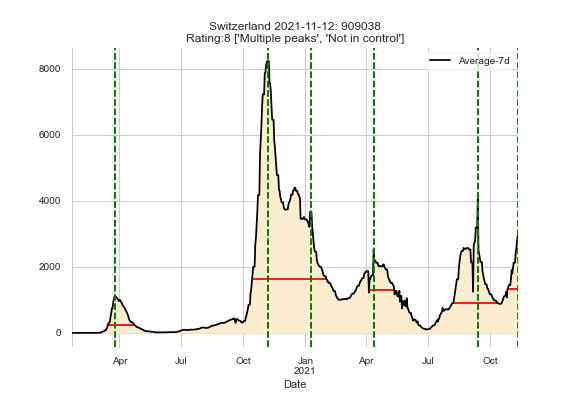 Switzerland 2021-11-12: 909038
Rating:8 ['Multiple peaks', 'Not in control']
Average-7d
8000
6000
4000
2000
0
Apr
Jul
Oct
Jan
2021
Apr
Jul
Oct
Date